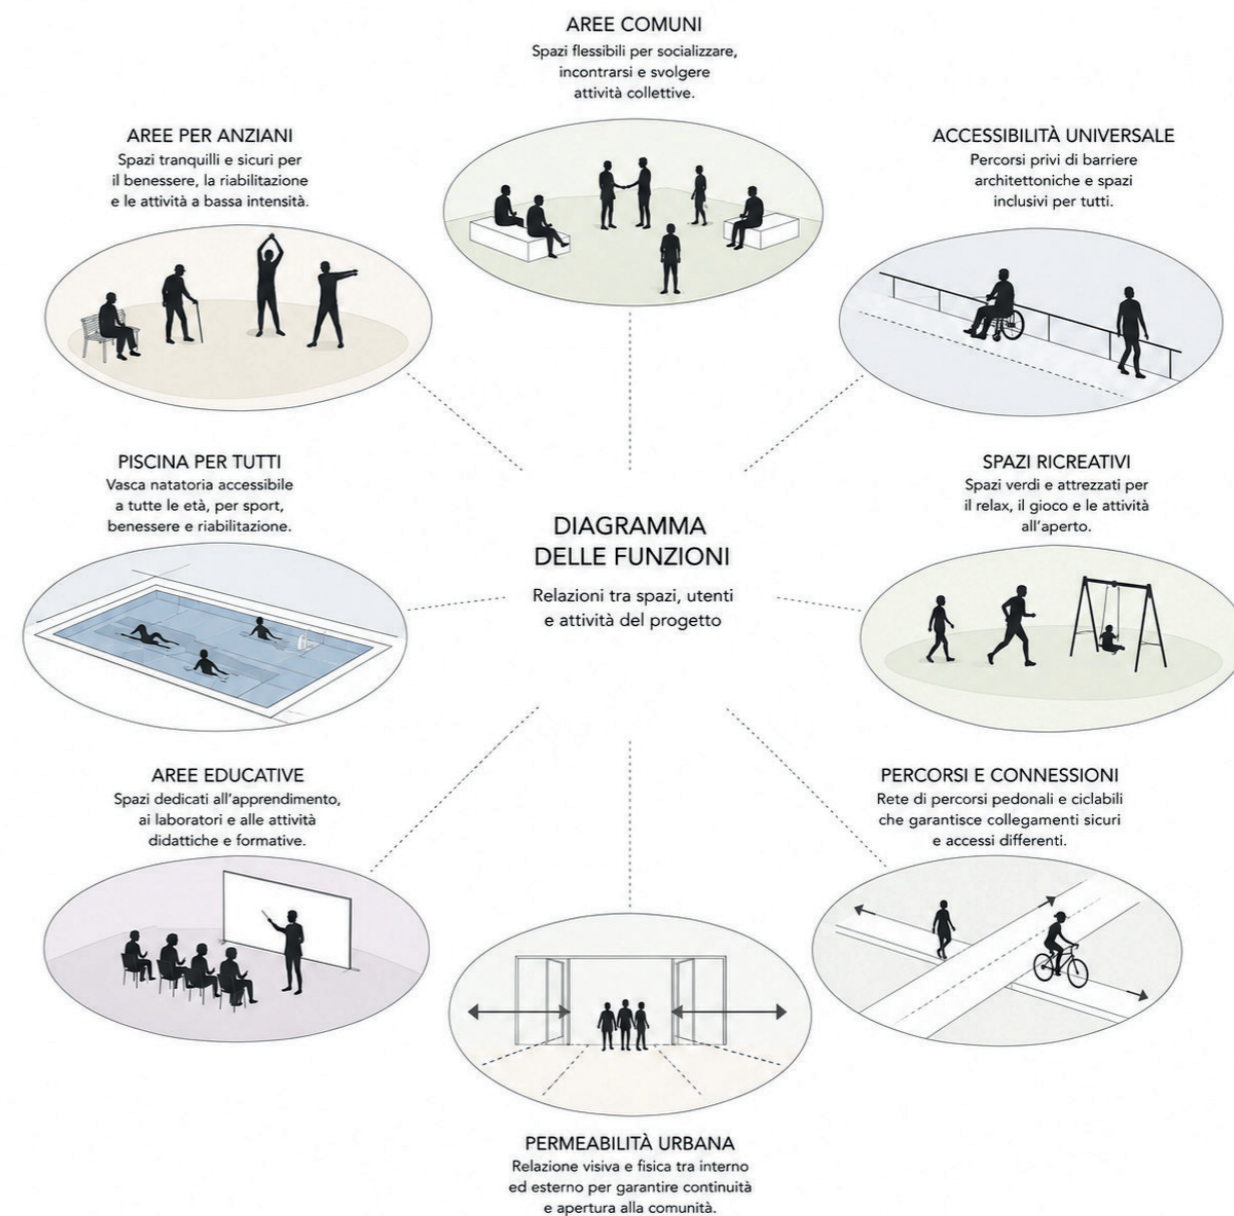 AREE COMUNI
Spazi flessibili per socializzare,
incontrarsi e svolgere
attività collettive.
AREE PER ANZIANI
Spazi tranquilli e sicuri per
il benessere, la riabilitazione
e le attività a bassa intensità.
ACCESSIBILITÀ UNIVERSALE
Percorsi privi di barriere
architettoniche e spazi
inclusivi per tutti.
PISCINA PER TUTTI
Vasca natatoria accessibile
a tutte le età, per sport,
benessere e riabilitazione.
DIAGRAMMA
DELLE FUNZIONI
Relazioni tra spazi, utenti
e attività del progetto
SPAZI RICREATIVI
Spazi verdi e attrezzati per
il relax, il gioco e le attività
all'aperto.
AREE EDUCATIVE
Spazi dedicati all'apprendimento,
ai laboratori e alle attività
didattiche e formative.
PERCORSI E CONNESSIONI
Rete di percorsi pedonali e ciclabili
che garantisce collegamenti sicuri
e accessi differenti.
PERMEABILITÀ URBANA
Relazione visiva e fisica tra interno
ed esterno per garantire continuità
e apertura alla comunità.